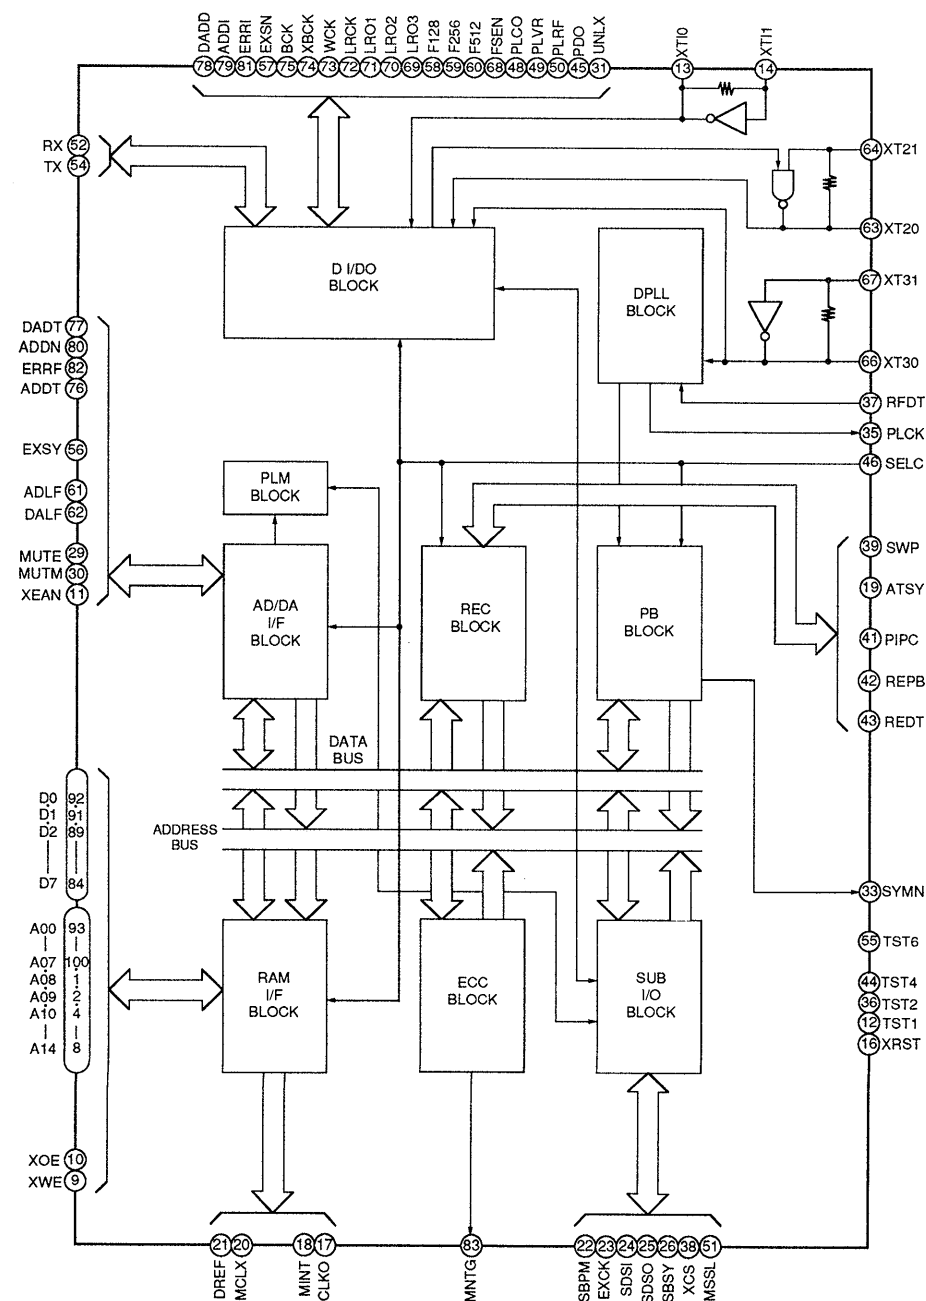 DADD ADDI ERRI EXSN BCK XBCK WCK LRCK LRO1 LRO2 LRO3 F128 F256 F512 FSEN PLCO PLVR PLRF PDO UNLX XTI0 XTI1
78 79 81 57 75 74 73 72 71 70 69 58 59 60 68 48 49 50 45 31 13 14
RX 52
TX 54
64 XT21
63 XT20
D I/DO
BLOCK
DPLL
BLOCK
67 XT31
66 XT30
DADT 77
ADDN 80
ERRF 82
ADDT 76
37 RFDT
35 PLCK
EXSY 56
46 SELC
ADLF 61
DALF 62
PLM
BLOCK
MUTE 29
MUTM 30
XEAN 11
AD/DA
I/F
BLOCK
REC
BLOCK
PB
BLOCK
39 SWP
19 ATSY
41 PIPC
42 REPB
43 REDT
DATA
BUS
ADDRESS
BUS
D0 92
D1 91
D2 89
D7 84
33 SYMN
A00 93
A07 100
A08 1
A09 2
A10 4
A14 8
RAM
I/F
BLOCK
ECC
BLOCK
SUB
I/O
BLOCK
55 TST6
44 TST4
36 TST2
12 TST1
16 XRST
XOE 10
XWE 9
21 20 18 17 83 22 23 24 25 26 38 51
DREF MCLX MINT CLKO MNTG SBPM EXCK SDSI SDSO SBSY XCS MSSL